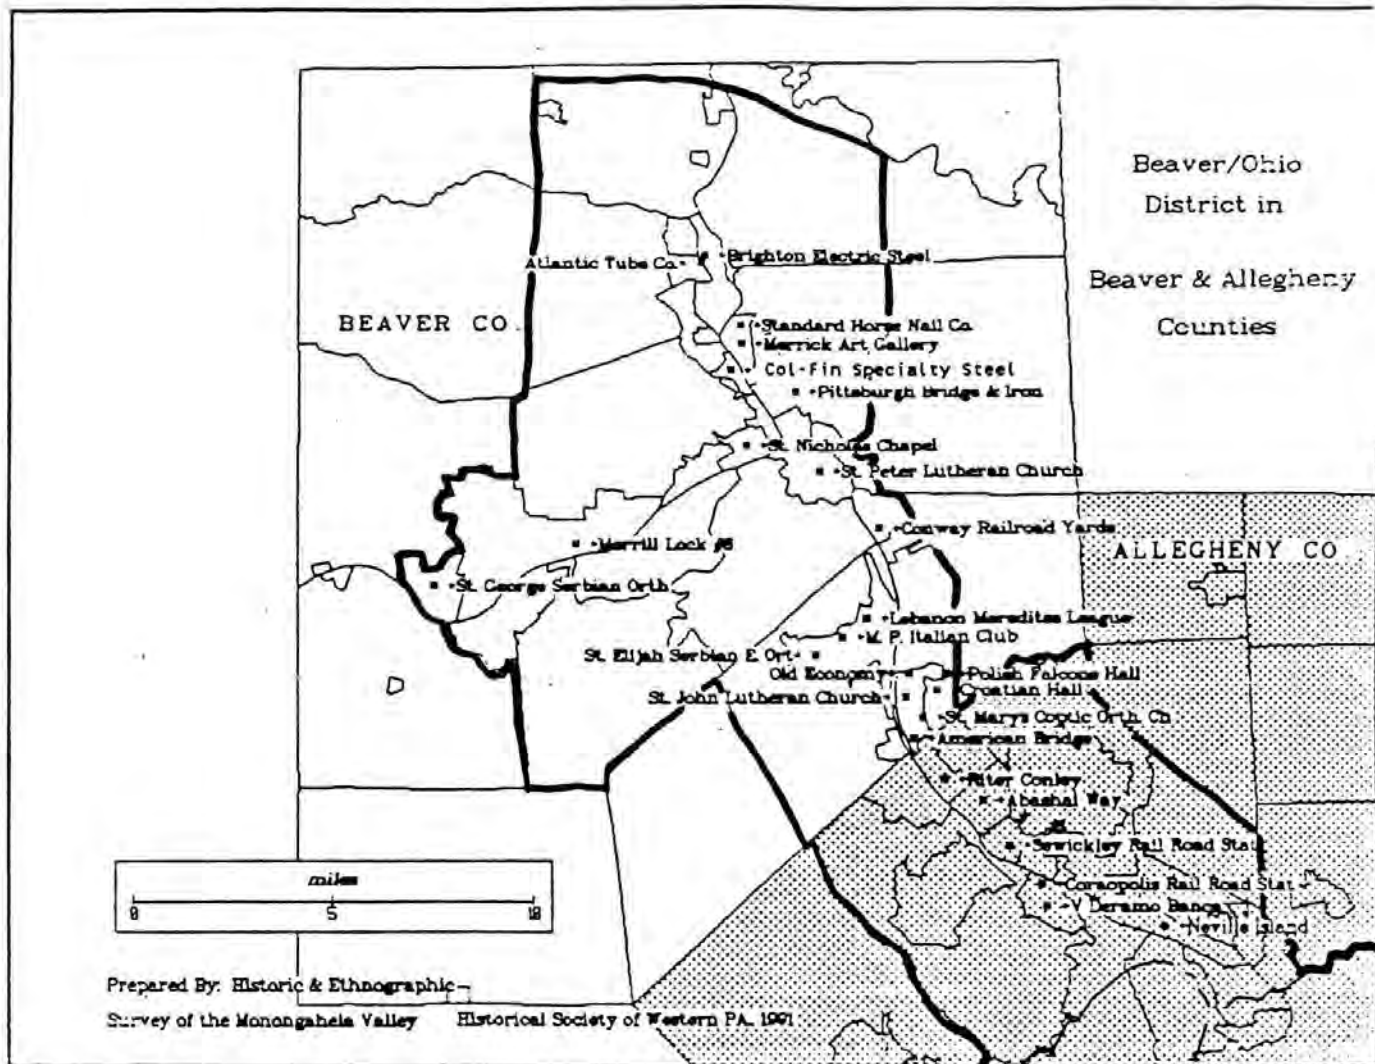 Beaver/Ohio
District in
Beaver & Allegheny
Counties
Brighton Electric Steel
Atlantic Tube Co.
BEAVER CO.
Standard Horse Nail Co
Merrick Art Gallery
Col-Fin Specialty Steel
Pittsburgh Bridge & Iron
St. Nicholas Chapel
St. Peter Lutheran Church
Conway Railroad Yards
ALLEGHENY CO
Merrill Lock #6
St. George Serbian Orth
Lebanon Meredites League
M. P. Italian Club
St. Elijah Serbian E. Ort
Old Economy
Polish Falcons Hall
Croatian Hall
St. John Lutheran Church
St. Marys Coptic Orth. Ch
American Bridge
Riter Conley
Way
Sewickley Rail Road Stat
miles
0 5 10
Coraopolis Rail Road Stat
V Deramo
Neville Island
Prepared By: Historic & Ethnographic
Survey of the Monongahela Valley Historical Society of Western PA. 1991